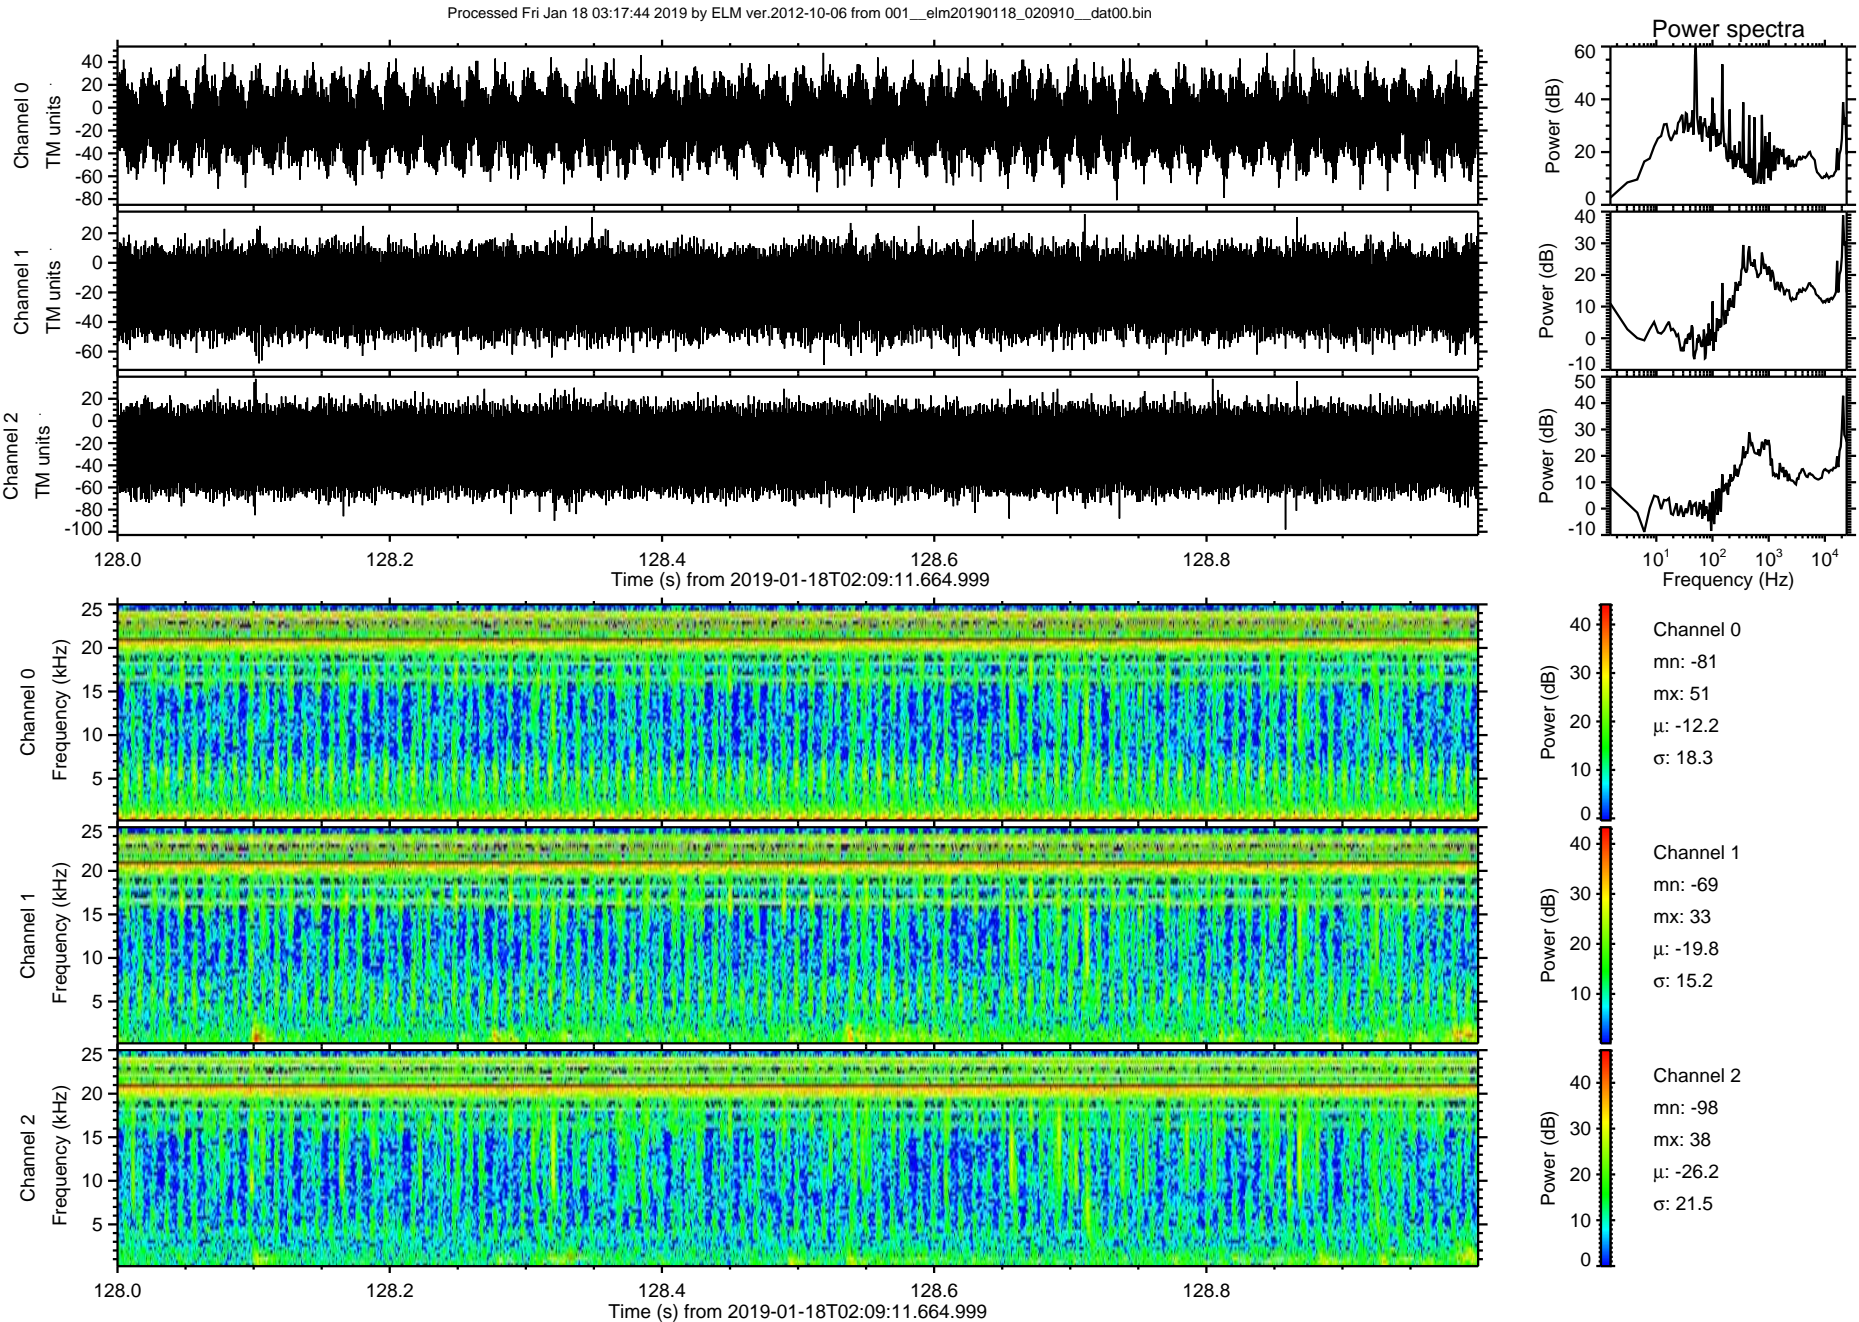 Processed Fri Jan 18 03:17:44 2019 by ELM ver.2012-10-06 from 001__elm20190118_020910__dat00.bin
Power spectra
Channel 0
TM units
40
20
0
-20
-40
-60
-80
Power (dB)
60
40
20
0
Channel 1
TM units
20
0
-20
-40
-60
Power (dB)
40
30
20
10
0
-10
Channel 2
TM units
20
0
-20
-40
-60
-80
-100
Power (dB)
50
40
30
20
10
0
-10
128.0 128.2 128.4 128.6 128.8
Time (s) from 2019-01-18T02:09:11.664.999
10^1 10^2 10^3 10^4
Frequency (Hz)
Channel 0
Frequency (kHz)
25
20
15
10
5
Power (dB)
40
30
20
10
0
Channel 0
mn: -81
mx: 51
µ: -12.2
σ: 18.3
Channel 1
Frequency (kHz)
25
20
15
10
5
Power (dB)
40
30
20
10
Channel 1
mn: -69
mx: 33
µ: -19.8
σ: 15.2
Channel 2
Frequency (kHz)
25
20
15
10
5
Power (dB)
40
30
20
10
0
Channel 2
mn: -98
mx: 38
µ: -26.2
σ: 21.5
128.0 128.2 128.4 128.6 128.8
Time (s) from 2019-01-18T02:09:11.664.999